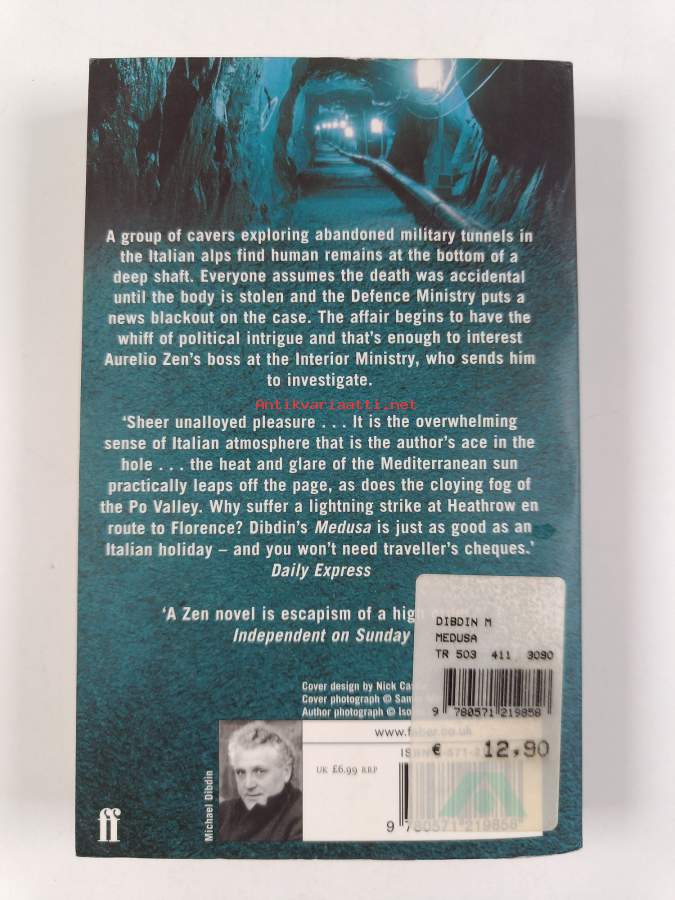 A group of cavers exploring abandoned military tunnels in
the Italian alps find human remains at the bottom of a
deep shaft. Everyone assumes the death was accidental
until the body is stolen and the Defence Ministry puts a
news blackout on the case. The affair begins to have the
whiff of political intrigue and that's enough to interest
Aurelio Zen's boss at the Interior Ministry, who sends him
to investigate.
Antikvariaatti.net
‘Sheer unalloyed pleasure . . . It is the overwhelming
sense of Italian atmosphere that is the author's ace in the
hole . . . the heat and glare of the Mediterranean sun
practically leaps off the page, as does the cloying fog of
the Po Valley. Why suffer a lightning strike at Heathrow en
route to Florence? Dibdin's Medusa is just as good as an
Italian holiday – and you won't need traveller's cheques.’
Daily Express
‘A Zen novel is escapism of a high
Independent on Sunday
DIBDIN M
MEDUSA
TR 503 411 3090
9 780571 219858
€ 12,90
Cover design by Nick
Cover photograph ©
Author photograph ©
www.faber.co.uk
UK £6.99 RRP
9 780571 219858
Michael Dibdin
ff